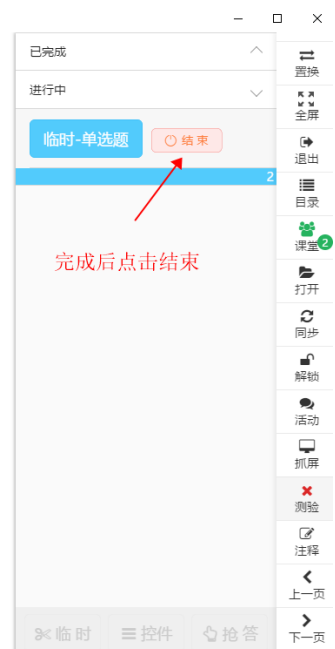 已完成
进行中
临时-单选题
结束
2
完成后点击结束
临时
控件
抢答
置换
全屏
退出
目录
课堂
2
打开
同步
解锁
活动
抓屏
测验
注释
上一页
下一页